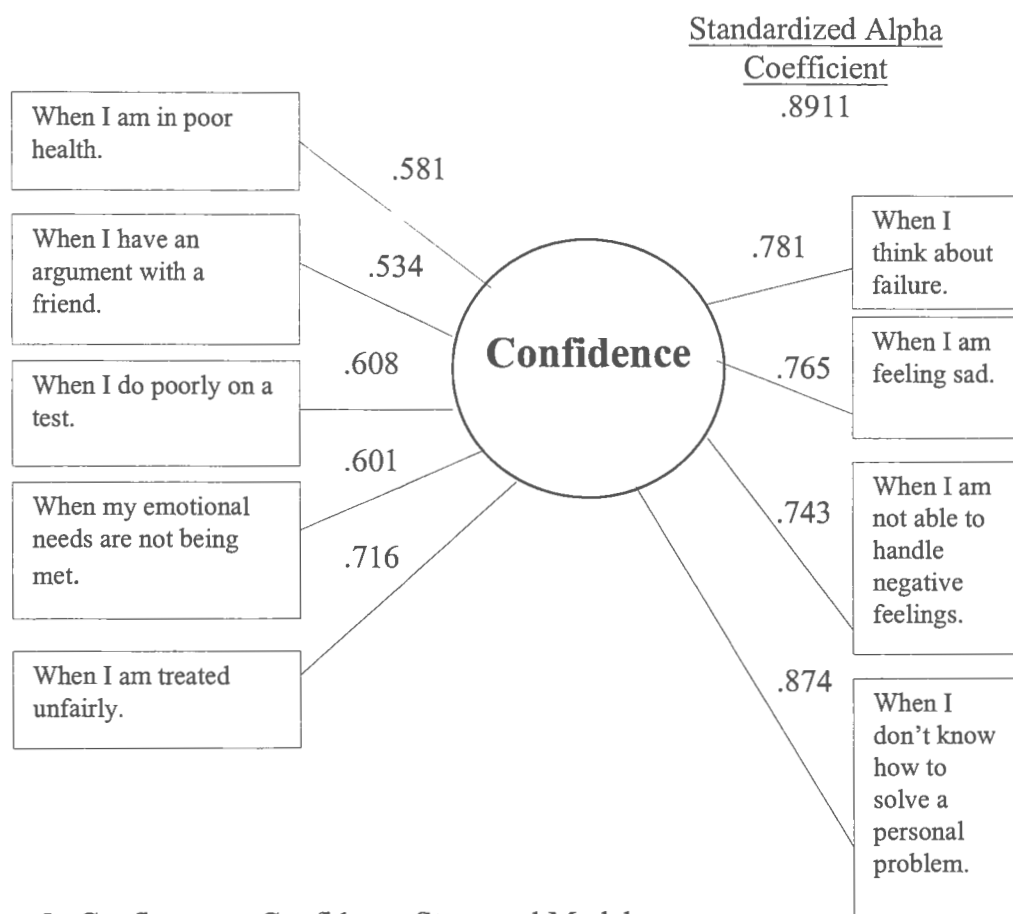 Standardized Alpha
Coefficient
.8911
When I am in poor
health.
.581
When I have an
argument with a
friend.
.534
When I do poorly on a
test.
.608
When my emotional
needs are not being
met.
.601
When I am treated
unfairly.
.716
Confidence
.781
When I
think about
failure.
.765
When I am
feeling sad.
.743
When I am
not able to
handle
negative
feelings.
.874
When I
don't know
how to
solve a
personal
problem.